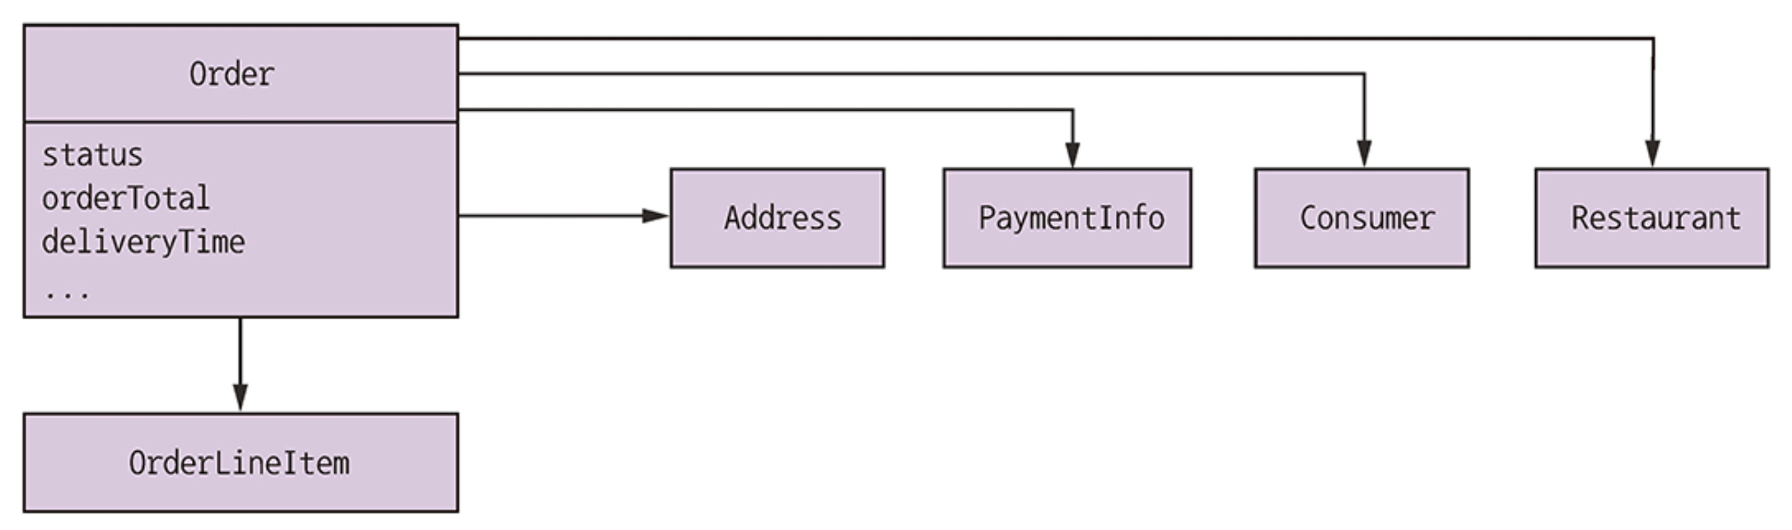 Order
status
orderTotal
deliveryTime
...
Address
PaymentInfo
Consumer
Restaurant
OrderLineItem